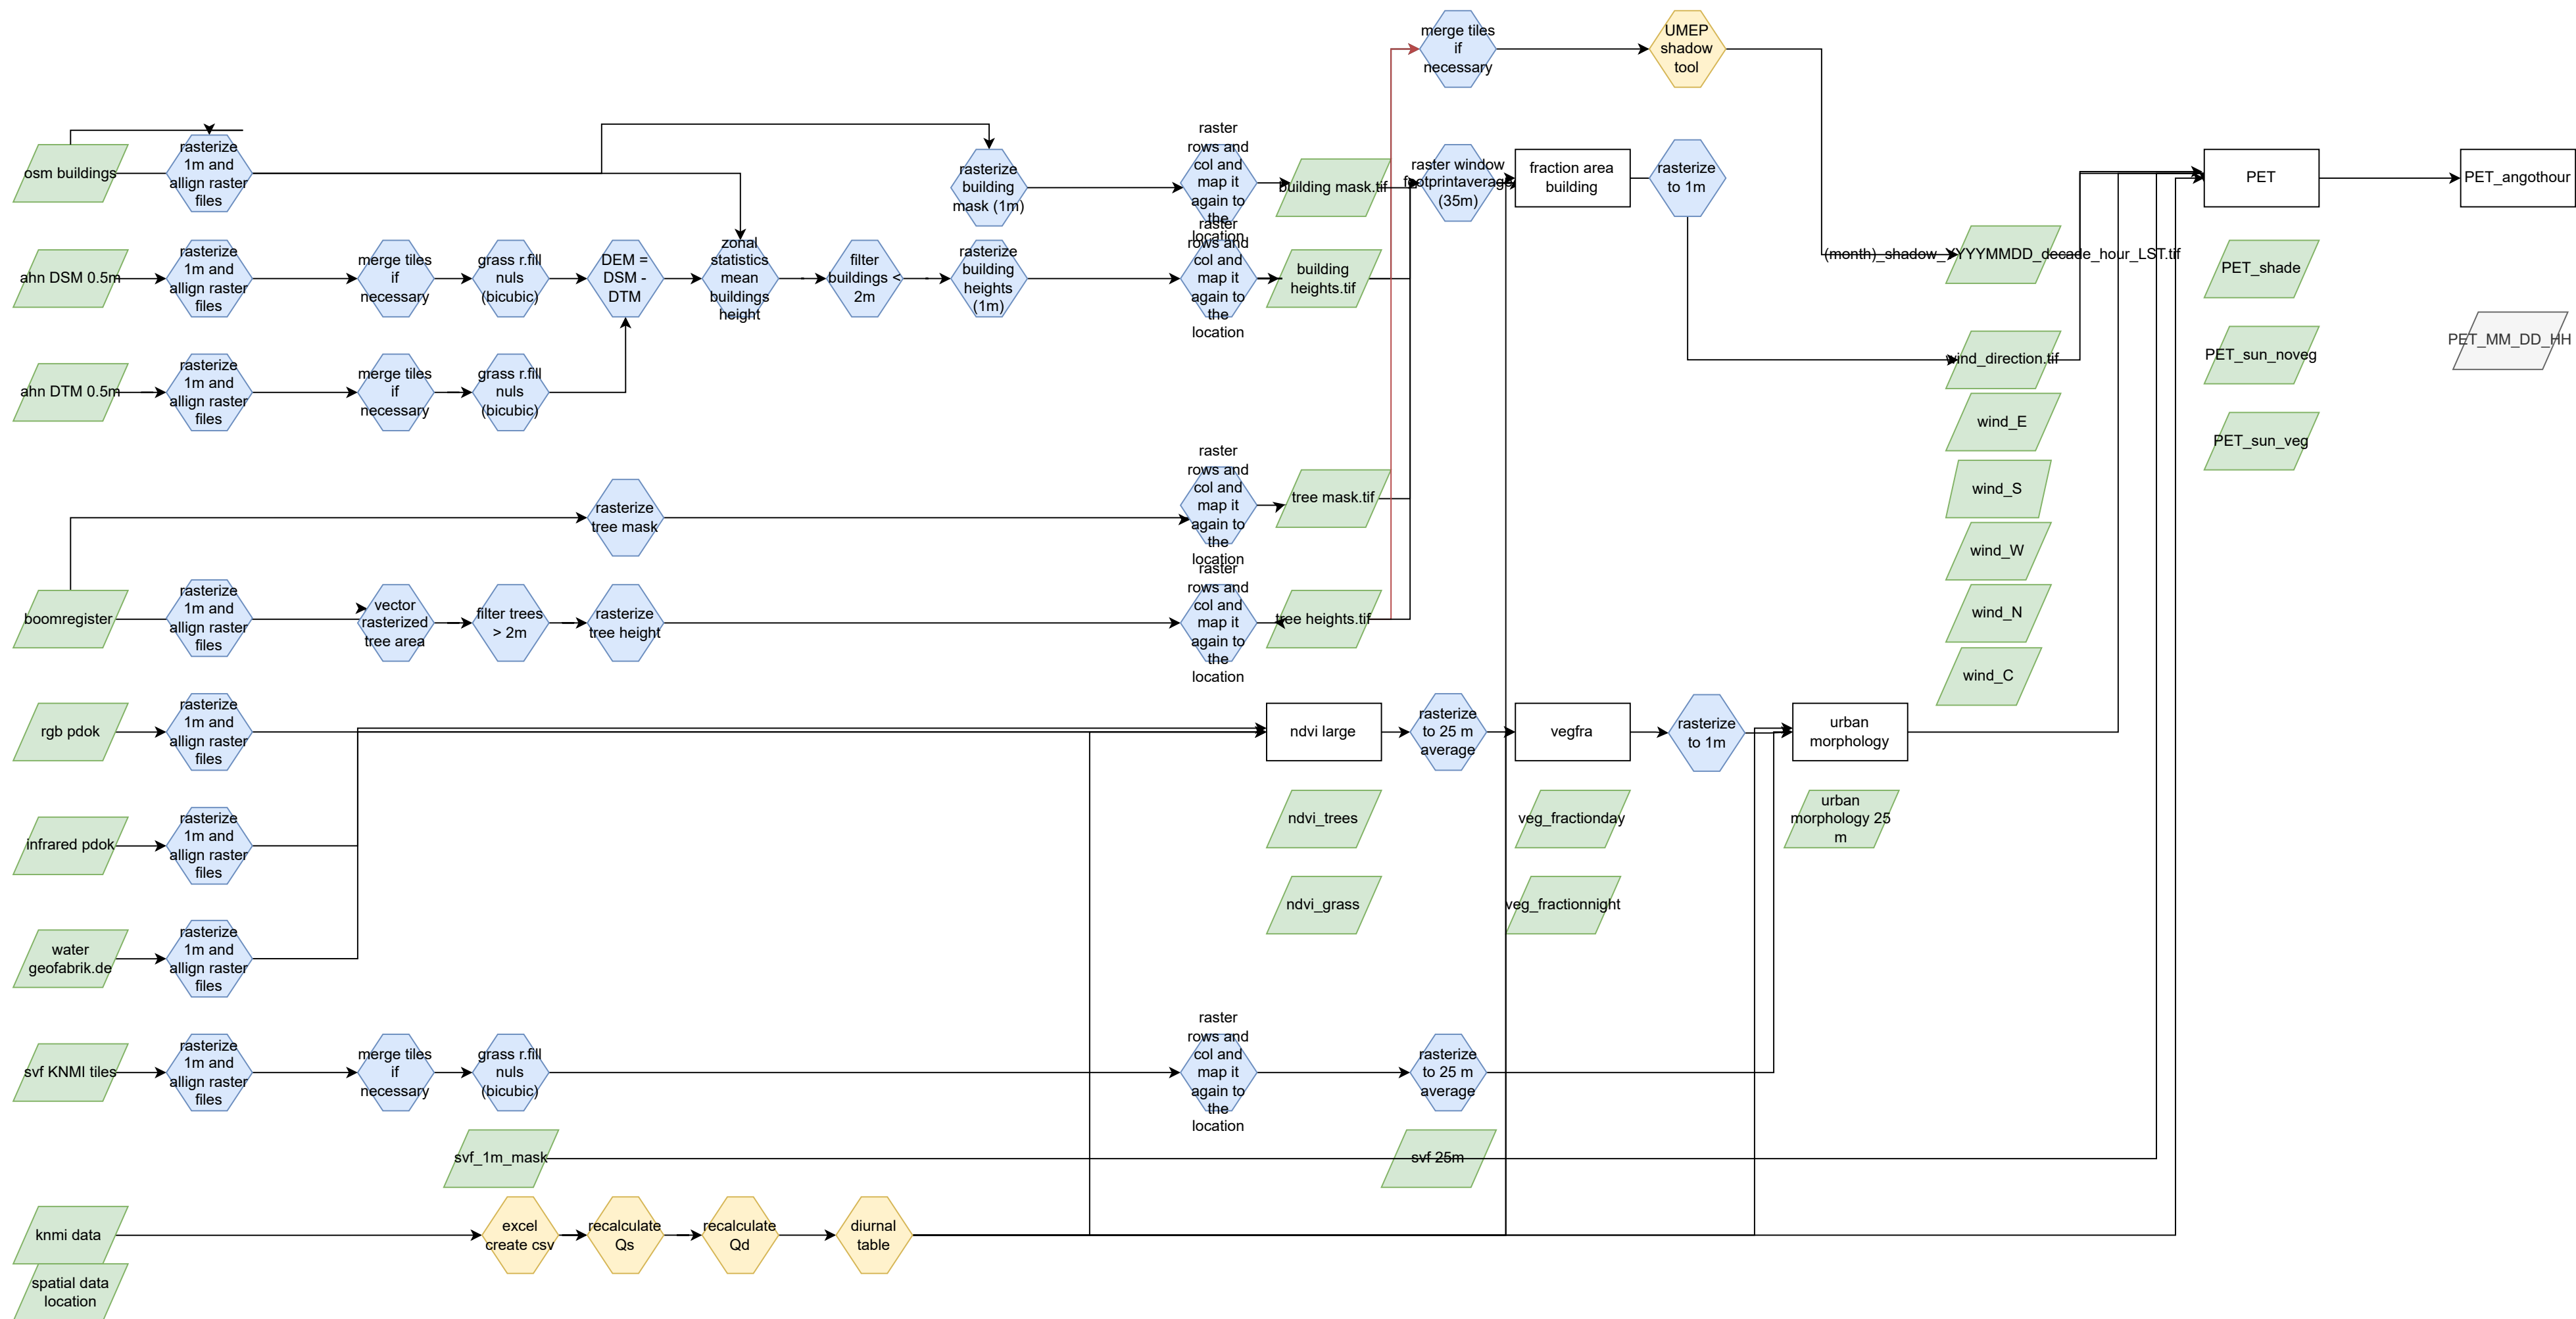 merge tiles
if
necessary
UMEP
shadow
tool
osm buildings
rasterize
1m and
allign raster
files
rasterize
building
mask (1m)
raster
rows and
col and
map it
again to
the
location
building mask.tif
raster window
footprintaverage
(35m)
fraction area
building
rasterize
to 1m
PET
PET_angothour
ahn DSM 0.5m
rasterize
1m and
allign raster
files
merge tiles
if
necessary
grass r.fill
nuls
(bicubic)
DEM =
DSM -
DTM
zonal
statistics
mean
buildings
height
filter
buildings <
2m
rasterize
building
heights
(1m)
raster
rows and
col and
map it
again to
the
location
building
heights.tif
(month)_shadow_YYYYMMDD_decade_hour_LST.tif
PET_shade
ahn DTM 0.5m
rasterize
1m and
allign raster
files
merge tiles
if
necessary
grass r.fill
nuls
(bicubic)
wind_direction.tif
PET_sun_noveg
PET_MM_DD_HH
wind_E
PET_sun_veg
rasterize
tree mask
raster
rows and
col and
map it
again to
the
location
tree mask.tif
wind_S
wind_W
boomregister
rasterize
1m and
allign raster
files
vector
rasterized
tree area
filter trees
> 2m
rasterize
tree height
raster
rows and
col and
map it
again to
the
location
tree heights.tif
wind_N
wind_C
rgb pdok
rasterize
1m and
allign raster
files
ndvi large
rasterize
to 25 m
average
vegfra
rasterize
to 1m
urban
morphology
infrared pdok
rasterize
1m and
allign raster
files
ndvi_trees
veg_fractionday
urban
morphology 25
m
ndvi_grass
veg_fractionnight
water
geofabrik.de
rasterize
1m and
allign raster
files
svf KNMI tiles
rasterize
1m and
allign raster
files
merge tiles
if
necessary
grass r.fill
nuls
(bicubic)
raster
rows and
col and
map it
again to
the
location
rasterize
to 25 m
average
svf_1m_mask
svf 25m
knmi data
excel
create csv
recalculate
Qs
recalculate
Qd
diurnal
table
spatial data
location